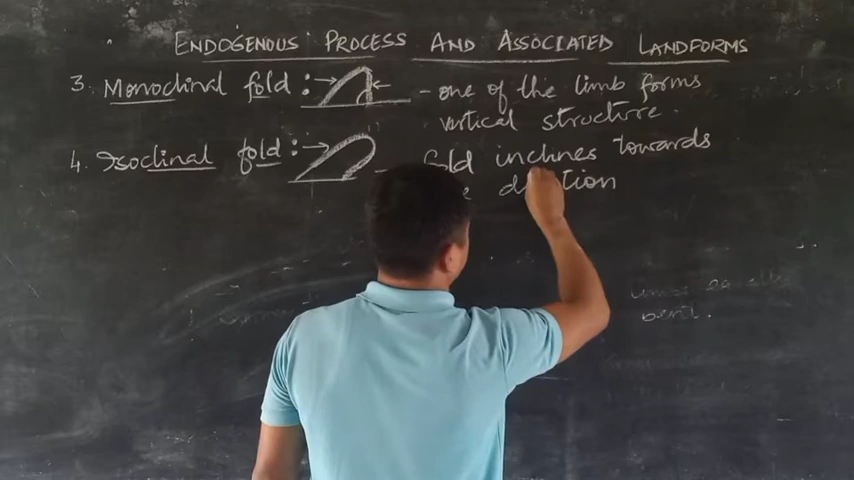 ENDOGENOUS PROCESS AND ASSOCIATED LANDFORMS
3. Monoclinal fold : - one of the limb forms
vertical structure.
4. Isoclinal fold : - fold inclines towards
bend.